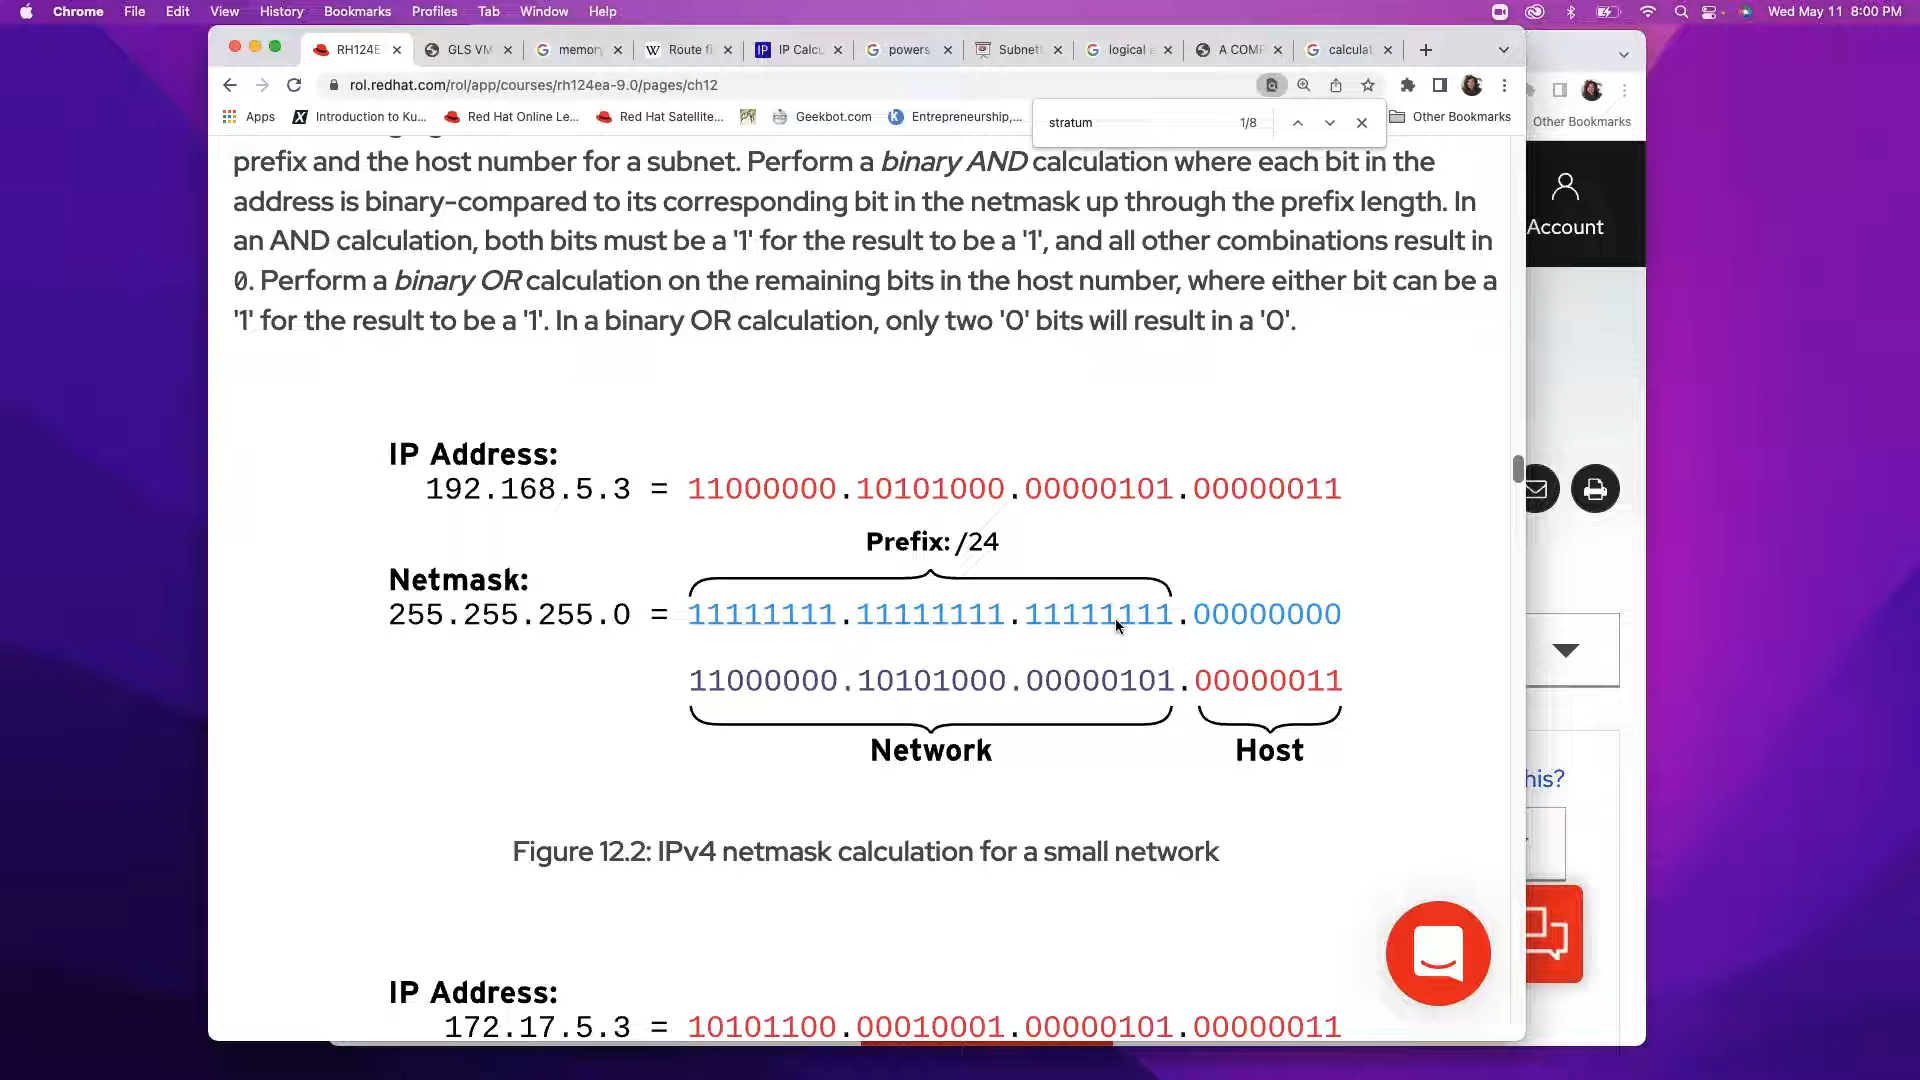 Chrome File Edit View History Bookmarks Profiles Tab Window Help Wed May 11 8:00 PM
RH124E GLS VM memor Route fi IP IP Calcu powers Subnett logical A COMP calculat
rol.redhat.com/rol/app/courses/rh124ea-9.0/pages/ch12
Apps Introduction to Ku... Red Hat Online Le... Red Hat Satellite... Geekbot.com Entrepreneurship,... Other Bookmarks
Other Bookmarks
stratum 1/8
prefix and the host number for a subnet. Perform a binary AND calculation where each bit in the
address is binary-compared to its corresponding bit in the netmask up through the prefix length. In
an AND calculation, both bits must be a '1' for the result to be a '1', and all other combinations result in
0. Perform a binary OR calculation on the remaining bits in the host number, where either bit can be a
'1' for the result to be a '1'. In a binary OR calculation, only two '0' bits will result in a '0'.
Account
IP Address:
192.168.5.3 = 11000000.10101000.00000101.00000011
Prefix: /24
Netmask:
255.255.255.0 = 11111111.11111111.11111111.00000000
11000000.10101000.00000101.00000011
Network Host
his?
Figure 12.2: IPv4 netmask calculation for a small network
IP Address:
172.17.5.3 = 10101100.00010001.00000101.00000011